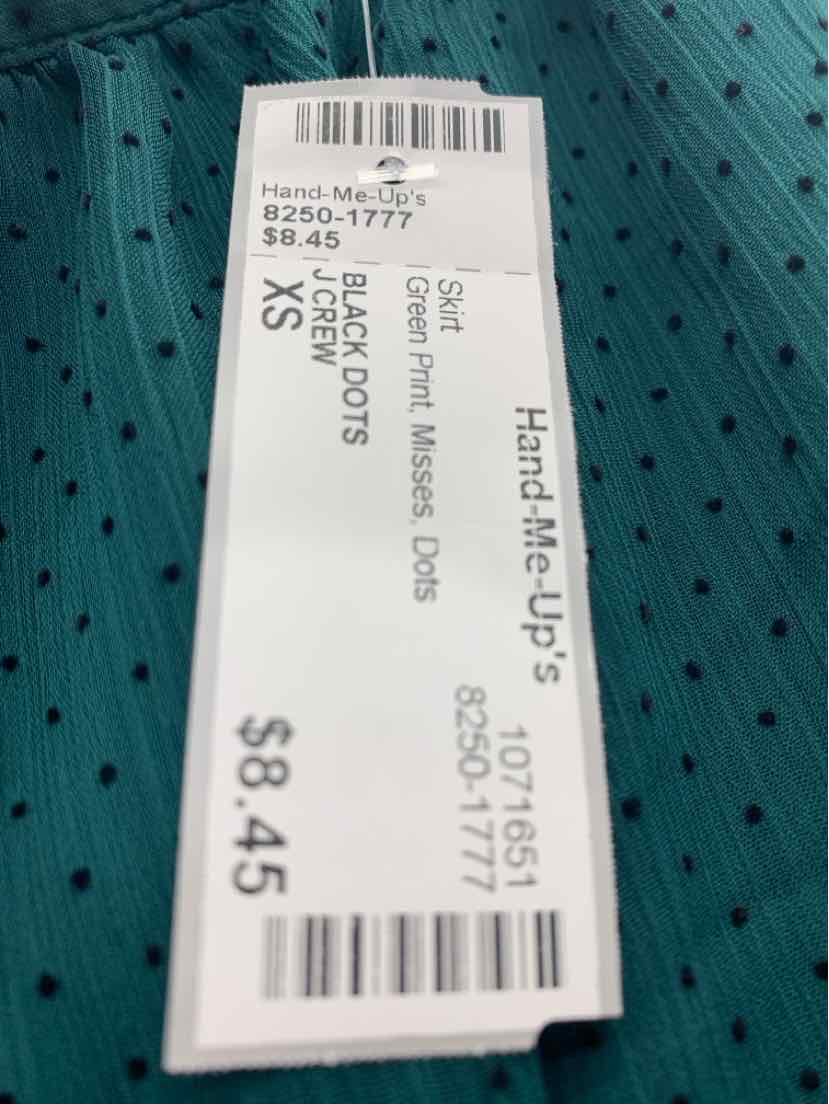 Hand-Me-Up's
8250-1777
$8.45
Hand-Me-Up's
1071651
8250-1777
Skirt
Green Print, Misses, Dots
BLACK DOTS
J CREW
XS
$8.45